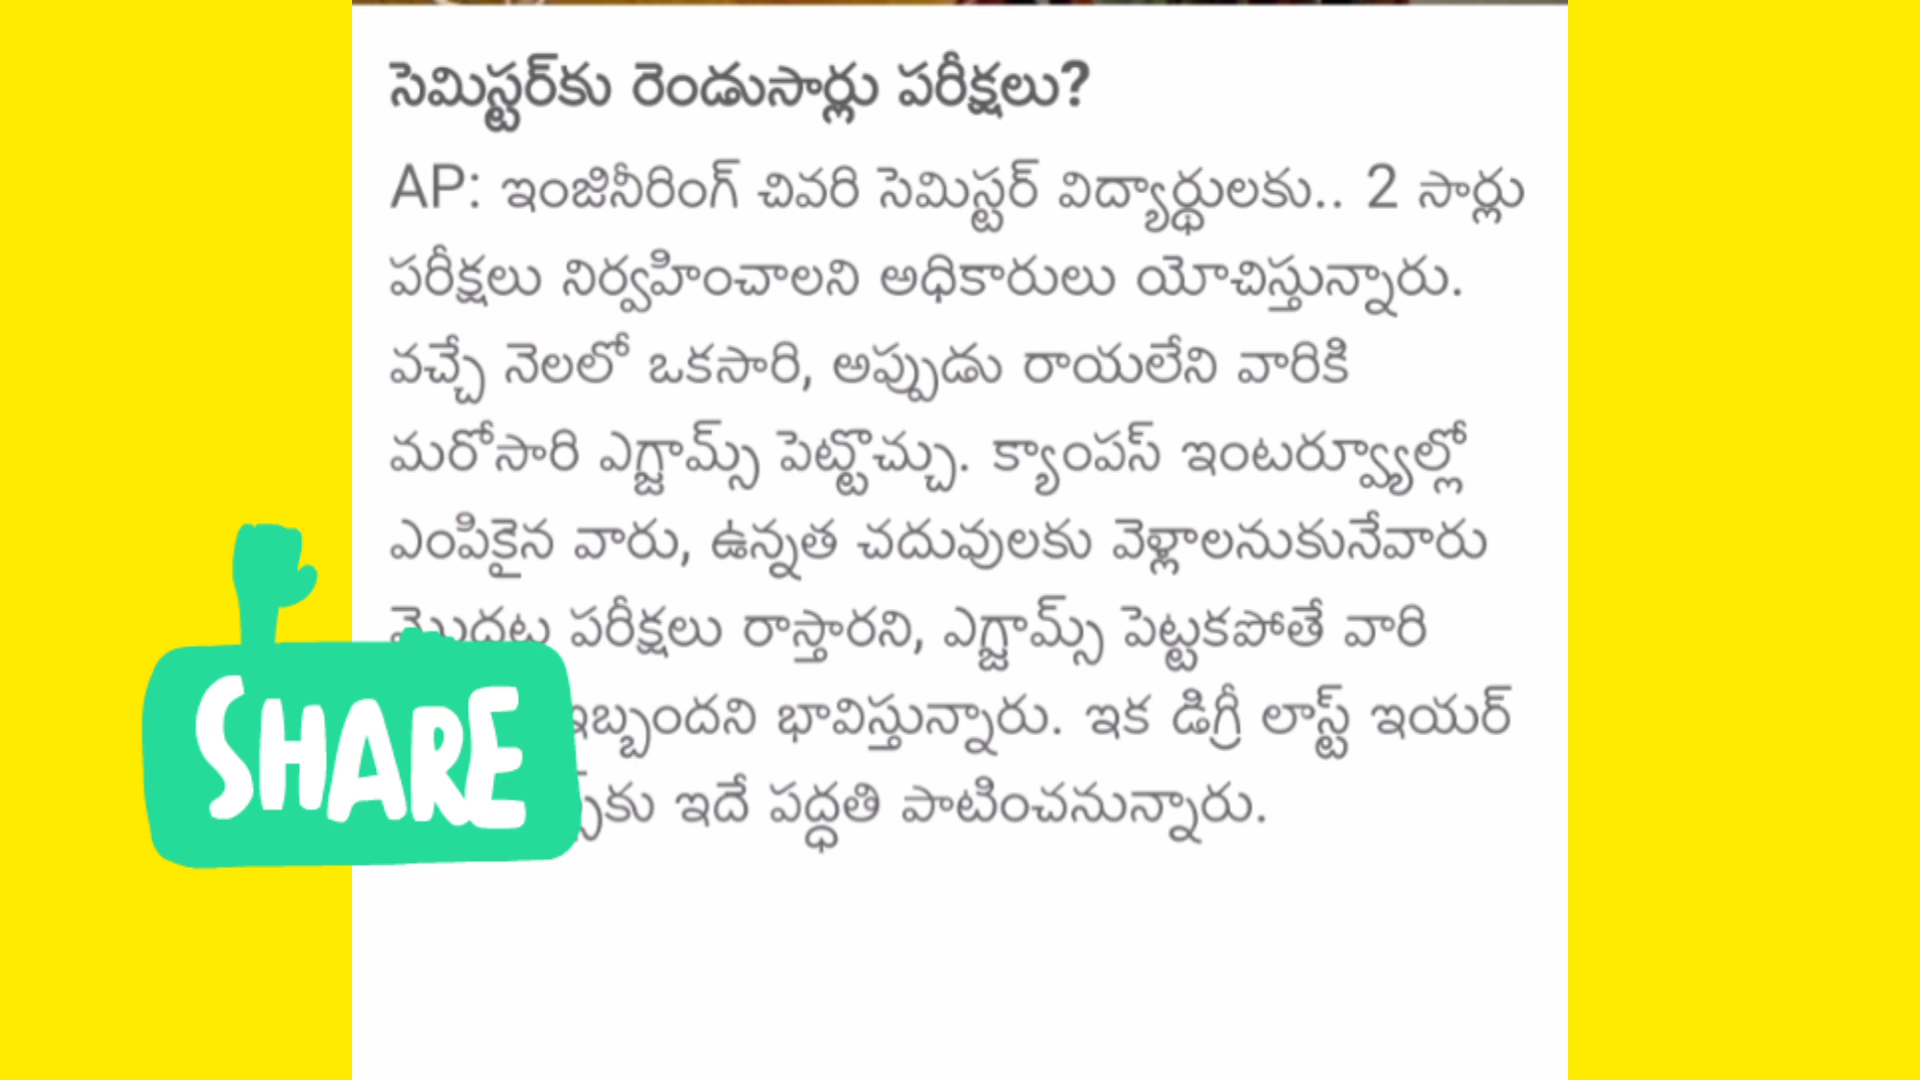 సెమిస్టర్‌కు రెండుసార్లు పరీక్షలు?
AP: ఇంజినీరింగ్ చివరి సెమిస్టర్ విద్యార్థులకు.. 2 సార్లు
పరీక్షలు నిర్వహించాలని అధికారులు యోచిస్తున్నారు.
వచ్చే నెలలో ఒకసారి, అప్పుడు రాయలేని వారికి
మరోసారి ఎగ్జామ్స్ పెట్టొచ్చు. క్యాంపస్ ఇంటర్వ్యూల్లో
ఎంపికైన వారు, ఉన్నత చదువులకు వెళ్లాలనుకునేవారు
మొదట పరీక్షలు రాస్తారని, ఎగ్జామ్స్ పెట్టకపోతే వారి
ఇబ్బందని భావిస్తున్నారు. ఇక డిగ్రీ లాస్ట్ ఇయర్
ఇదే పద్ధతి పాటించనున్నారు.
SHARE